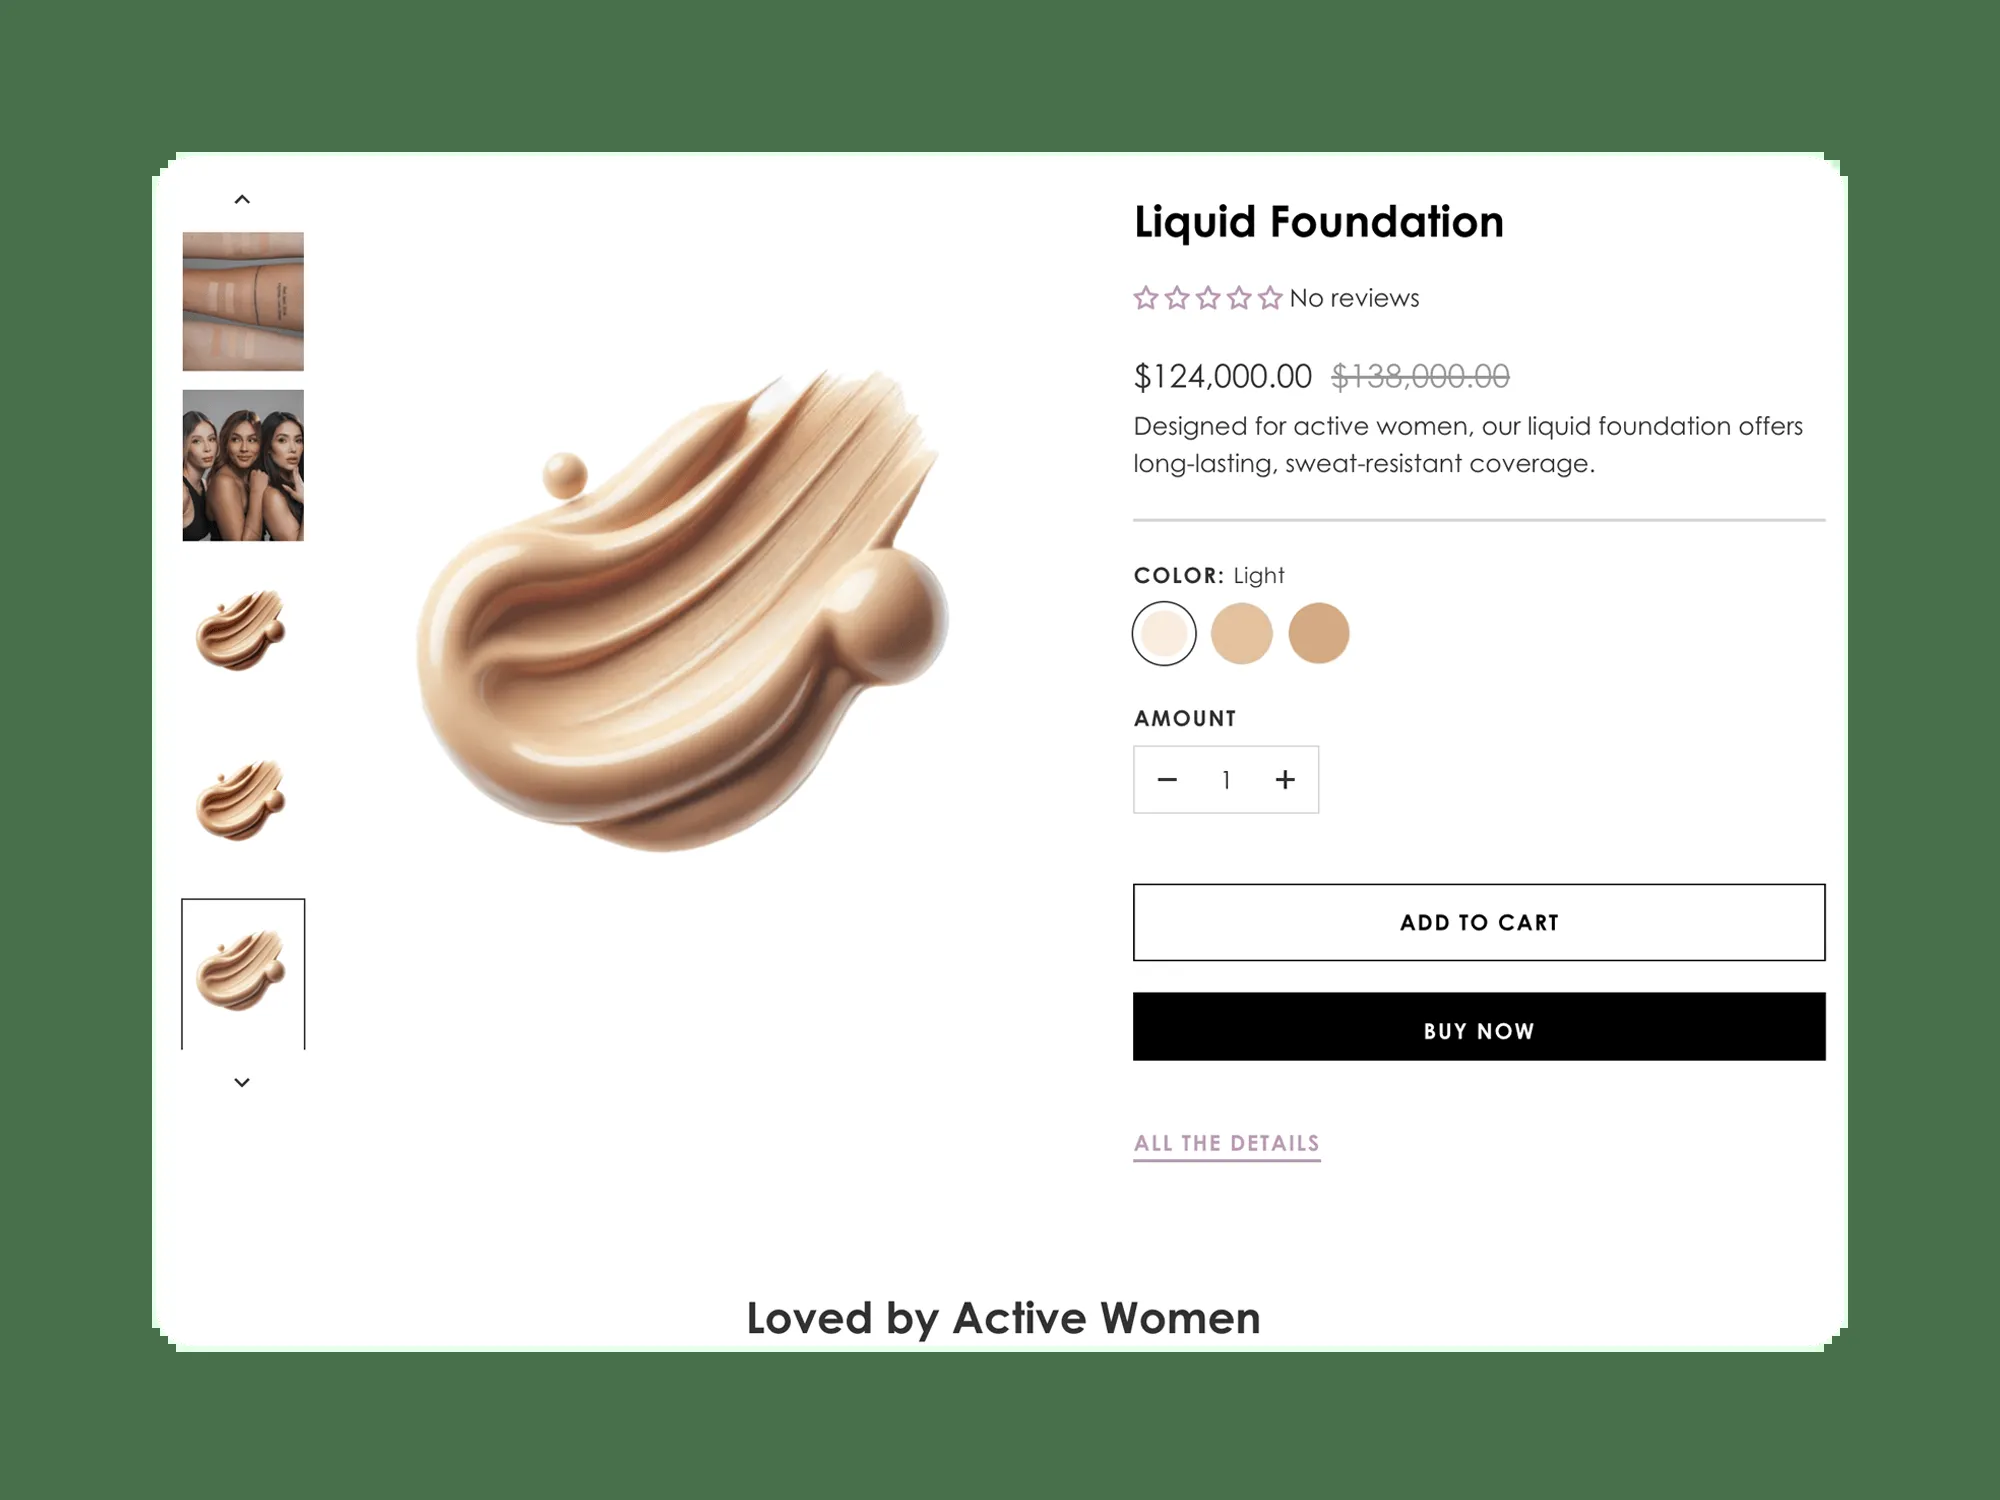 Liquid Foundation
No reviews
$124,000.00 $138,000.00
Designed for active women, our liquid foundation offers
long-lasting, sweat-resistant coverage.
COLOR: Light
AMOUNT
1
ADD TO CART
BUY NOW
ALL THE DETAILS
Loved by Active Women